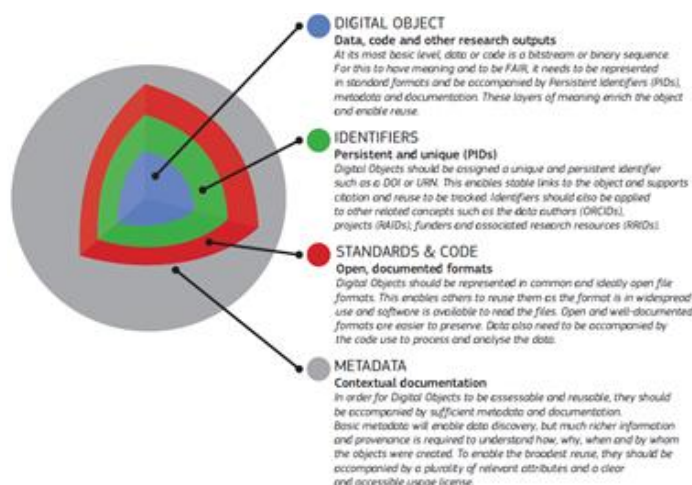 DIGITAL OBJECT
Data, code and other research outputs
At its most basic level, data or code is a bitstream or binary sequence.
For this to have meaning and to be FAIR, it needs to be represented
in standard formats and be accompanied by Persistent Identifiers (PIDs),
metadata and documentation. These layers of meaning enrich the object
and enable reuse.
IDENTIFIERS
Persistent and unique (PIDs)
Digital Objects should be assigned a unique and persistent identifier
such as a DOI or URN. This enables stable links to the object and supports
citation and reuse to be tracked. Identifiers should also be applied
to other related concepts such as the data authors (ORCIDs),
projects (RAIDs), funders and associated research resources (RRIDs).
STANDARDS & CODE
Open, documented formats
Digital Objects should be represented in common and ideally open file
formats. This enables others to reuse them as the format is in widespread
use and software is available to read the files. Open and well-documented
formats are easier to preserve. Data also need to be accompanied by
the code use to process and analyse the data.
METADATA
Contextual documentation
In order for Digital Objects to be assessable and reusable, they should
be accompanied by sufficient metadata and documentation.
Basic metadata will enable data discovery, but much richer information
and provenance is required to understand how, why, when and by whom
the objects were created. To enable the broadest reuse, they should be
accompanied by a plurality of relevant attributes and a clear
and accessible usage license.